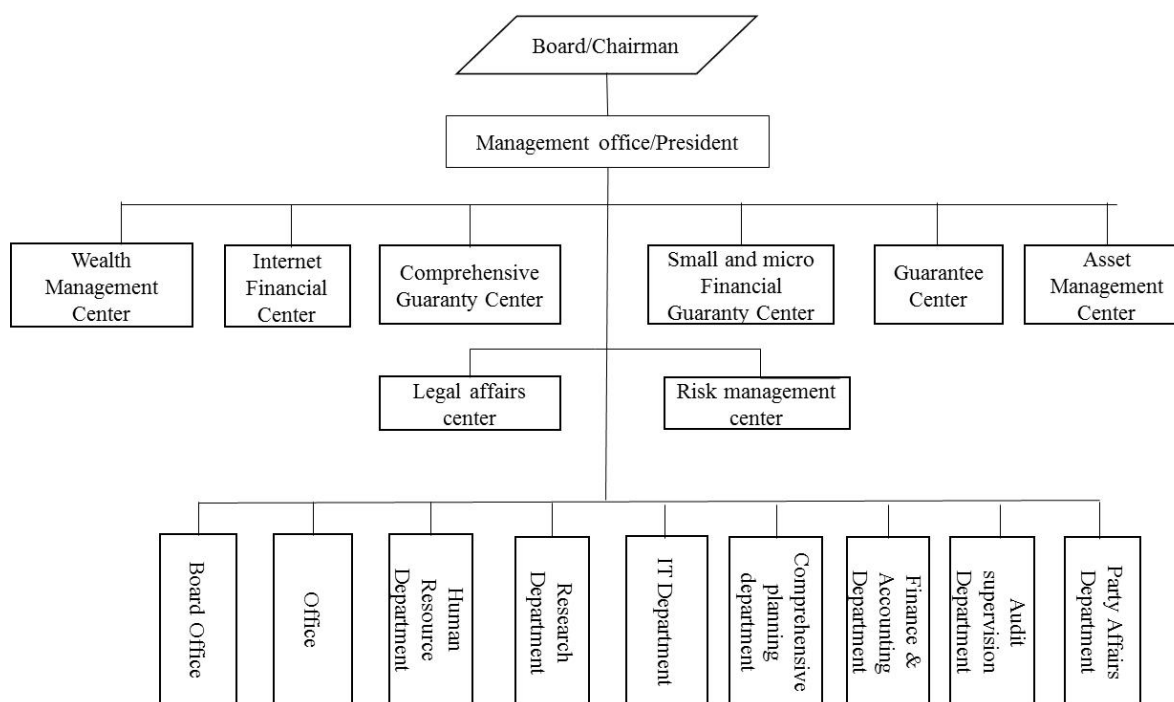 Board/Chairman
Management office/President
Wealth
Management
Center
Internet
Financial
Center
Comprehensive
Guaranty Center
Small and micro
Financial
Guaranty Center
Guarantee
Center
Asset
Management
Center
Legal affairs
center
Risk management
center
Board Office
Office
Human
Resource
Department
Research
Department
IT Department
Comprehensive
planning
department
Finance &
Accounting
Department
Audit
supervision
Department
Party Affairs
Department